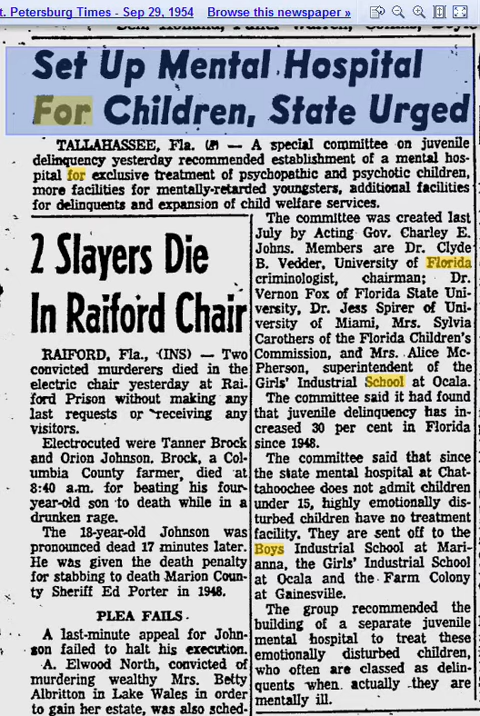 t. Petersburg Times - Sep 29, 1954 Browse this newspaper »
Set Up Mental Hospital
For Children, State Urged
TALLAHASSEE, Fla. (AP) — A special committee on juvenile
delinquency yesterday recommended establishment of a mental hos-
pital for exclusive treatment of psychopathic and psychotic children,
more facilities for mentally-retarded youngsters, additional facilities
for delinquents and expansion of child welfare services.
2 Slayers Die
In Raiford Chair
RAIFORD, Fla., (INS) — Two
convicted murderers died in the
electric chair yesterday at Rai-
ford Prison without making any
last requests or receiving any
visitors.
Electrocuted were Tanner Brock
and Orion Johnson. Brock, a Col-
umbia County farmer, died at
8:40 a.m. for beating his four-
year-old son to death while in a
drunken rage.
The 18-year-old Johnson was
pronounced dead 17 minutes later.
He was given the death penalty
for stabbing to death Marion Coun-
ty Sheriff Ed Porter in 1948.
PLEA FAILS
A last-minute appeal for John-
son failed to halt his execution.
A. Elwood North, convicted of
murdering wealthy Mrs. Betty
Albritton in Lake Wales in order
to gain her estate, was also sched-
The committee was created last
July by Acting Gov. Charley E.
Johns. Members are Dr. Clyde
B. Vedder, University of Florida
criminologist, chairman; Dr.
Vernon Fox of Florida State Uni-
versity, Dr. Jess Spirer of Uni-
versity of Miami, Mrs. Sylvia
Carothers of the Florida Children's
Commission, and Mrs. Alice Mc-
Pherson, superintendent of the
Girls' Industrial School at Ocala.
The committee said it had found
that juvenile delinquency has in-
creased 30 per cent in Florida
since 1948.
The committee said that since
the state mental hospital at Chat-
tahoochee does not admit children
under 15, highly emotionally dis-
turbed children have no treatment
facility. They are sent off to the
Boys Industrial School at Mari-
anna, the Girls' Industrial School
at Ocala and the Farm Colony
at Gainesville.
The group recommended the
building of a separate juvenile
mental hospital to treat these
emotionally disturbed children,
who often are classed as delin-
quents when actually they are
mentally ill.